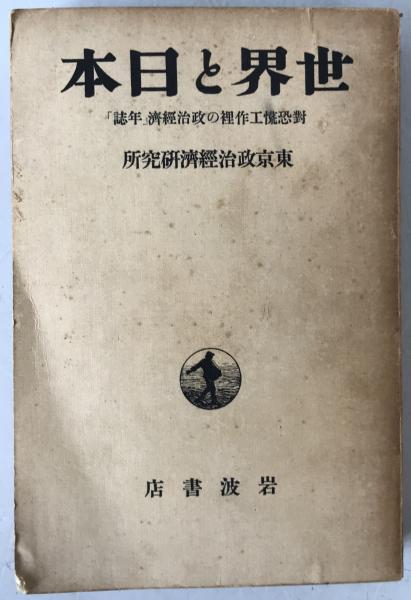 世界と日本
對恐慌工作裡の政治經濟「年誌」
東京政治經濟硏究所
岩波書店